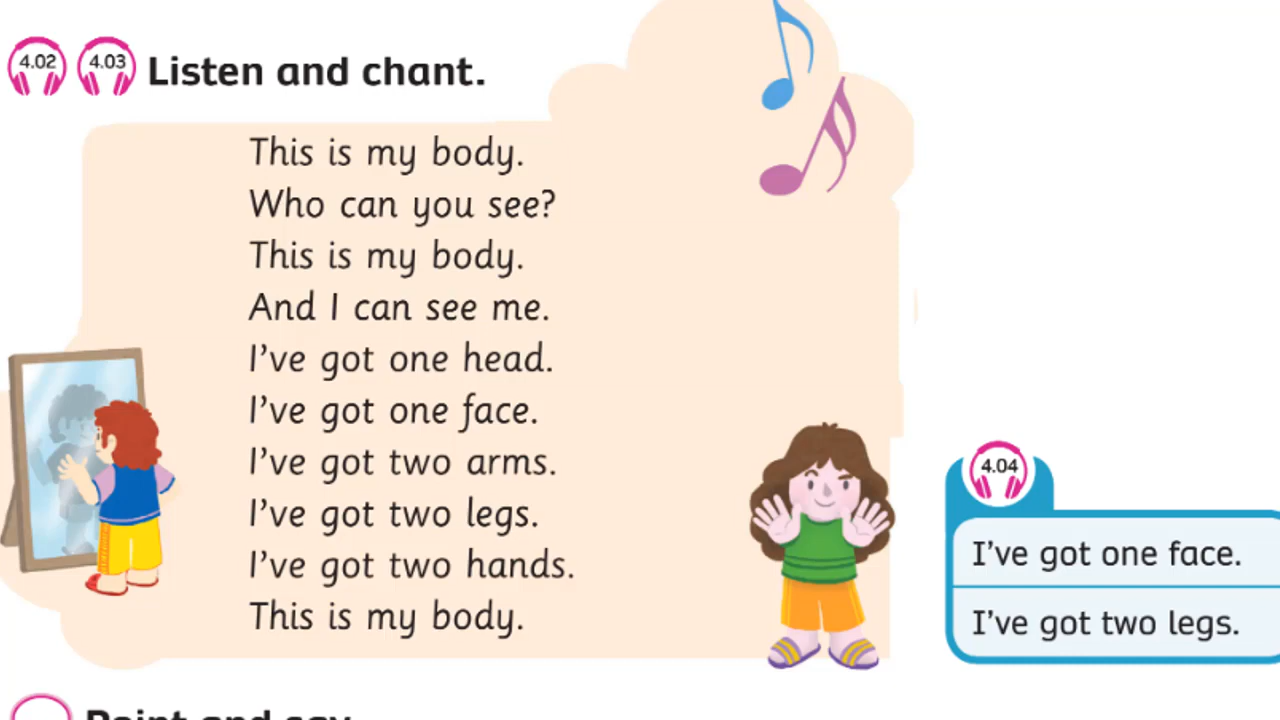 4.02 4.03 Listen and chant.
This is my body.
Who can you see?
This is my body.
And I can see me.
I've got one head.
I've got one face.
I've got two arms.
I've got two legs.
I've got two hands.
This is my body.
4.04
I've got one face.
I've got two legs.
Point and say